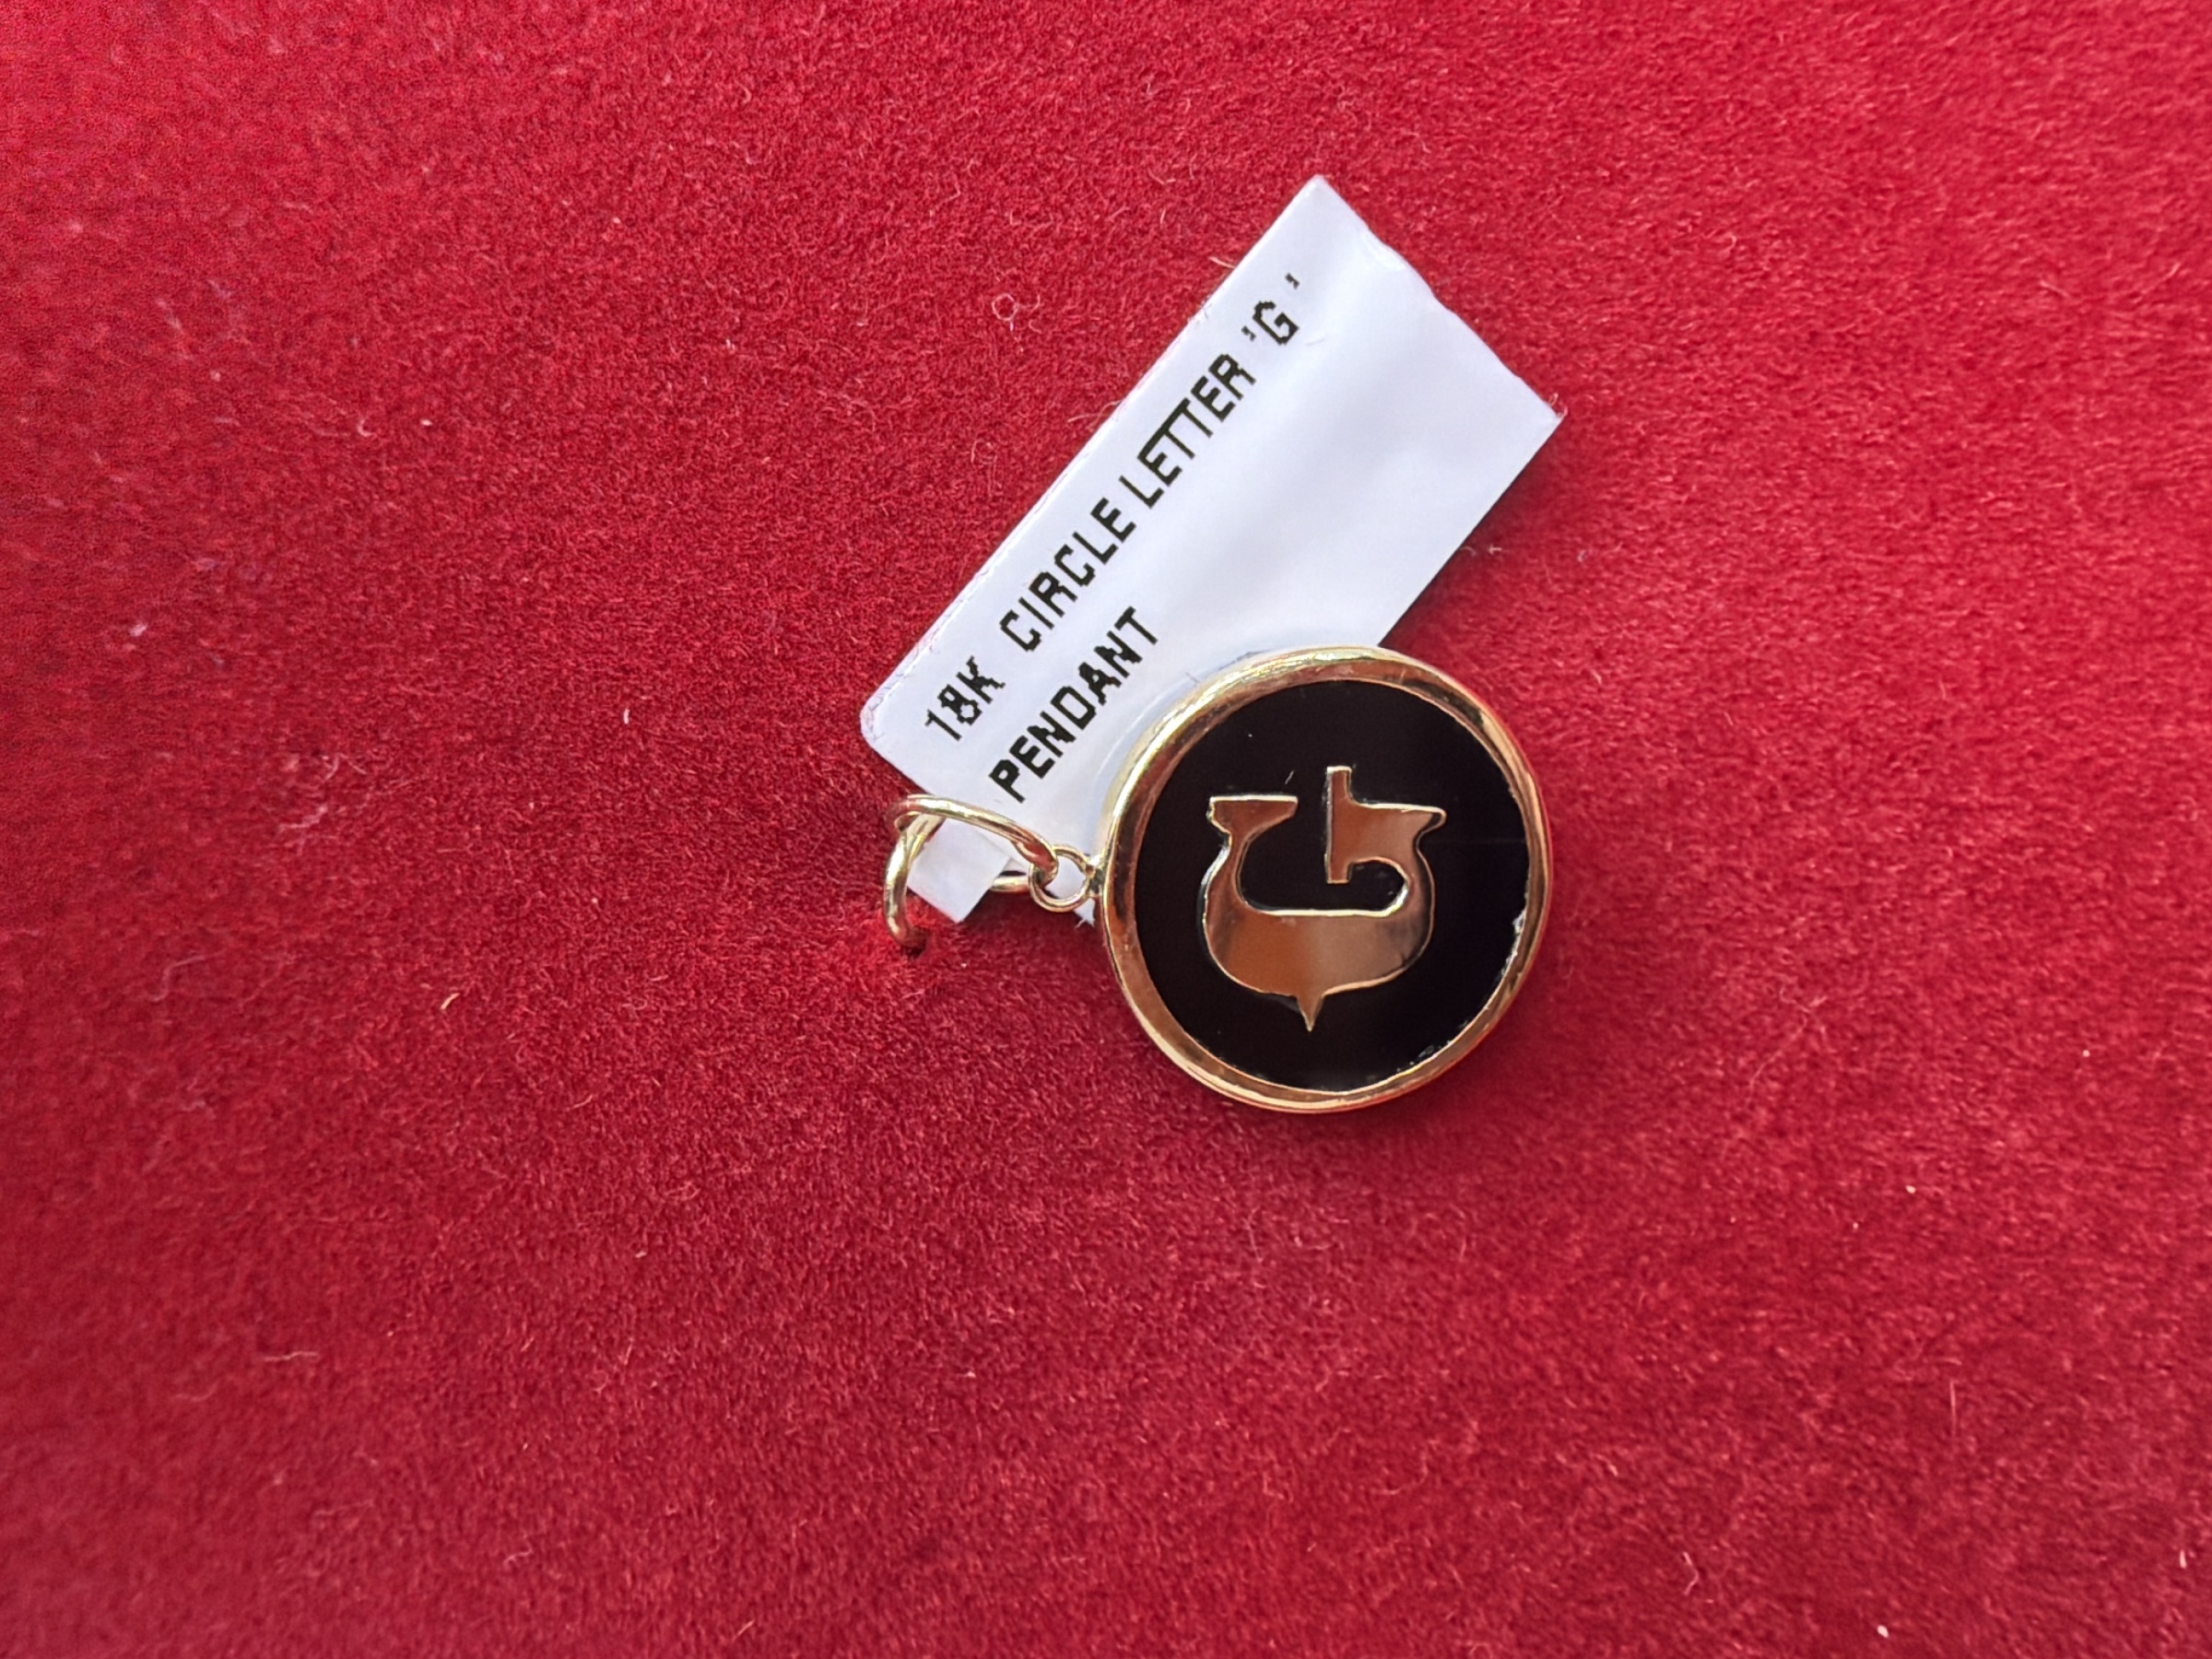 18K CIRCLE LETTER 'G'
PENDANT
G